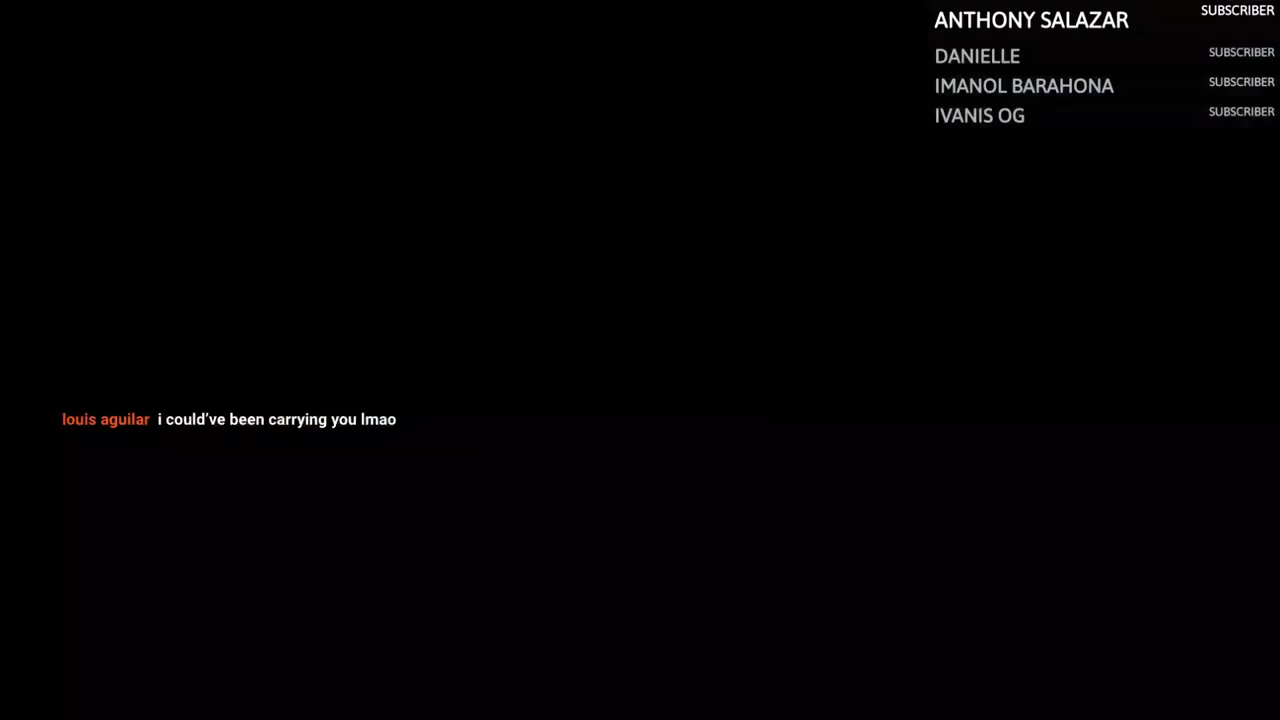 ANTHONY SALAZAR SUBSCRIBER
DANIELLE SUBSCRIBER
IMANOL BARAHONA SUBSCRIBER
IVANIS OG SUBSCRIBER
louis aguilar i could’ve been carrying you lmao